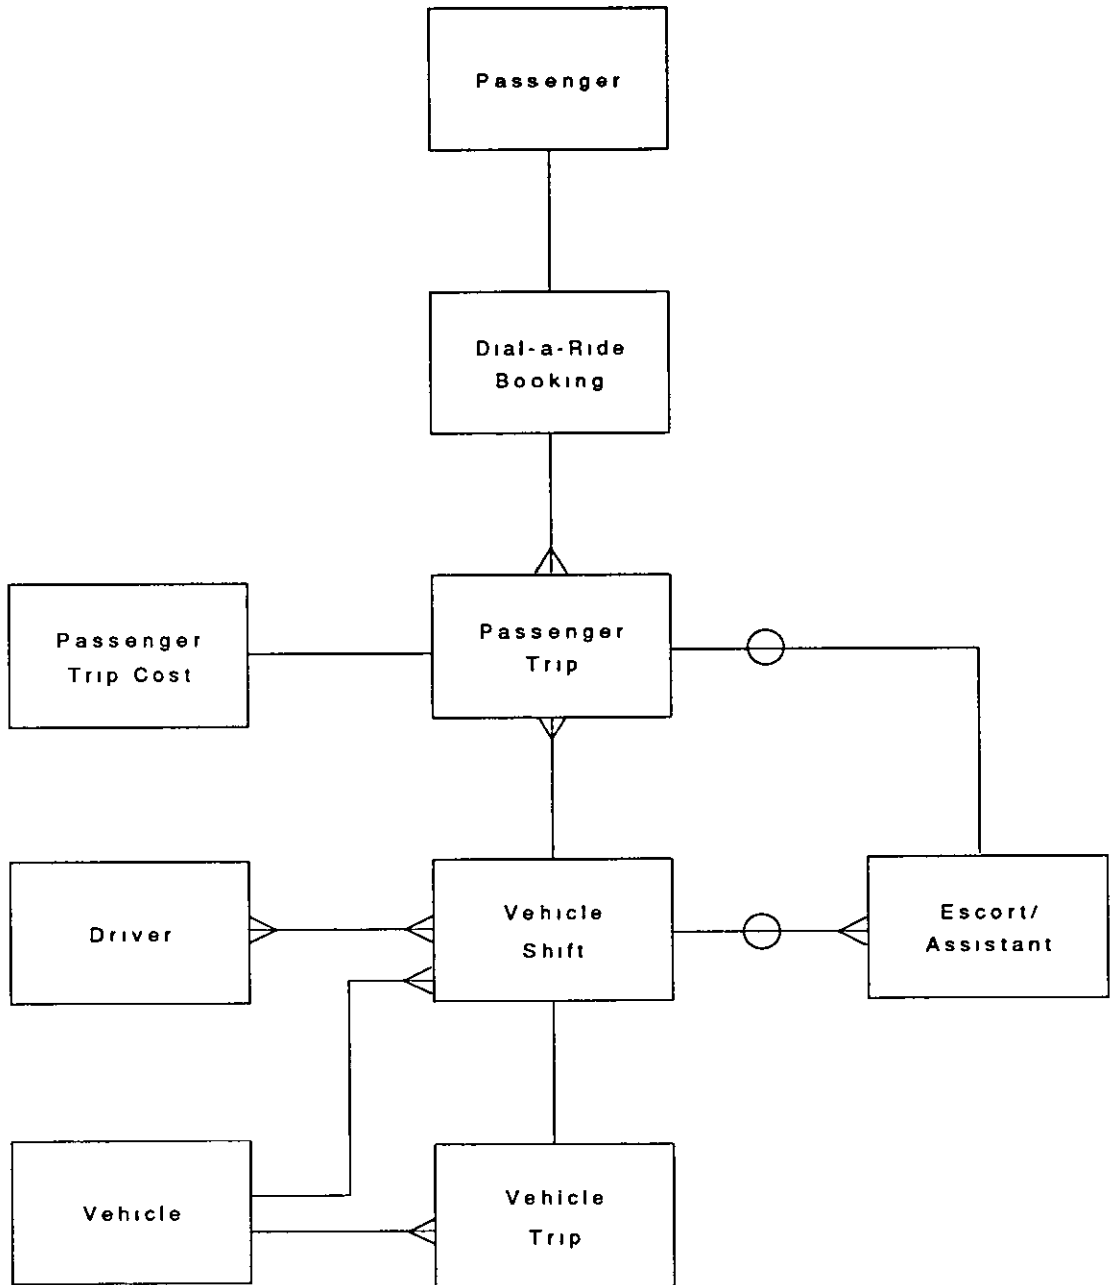 Passenger
Dial-a-Ride
Booking
Passenger
Trip Cost
Passenger
Trip
Driver
Vehicle
Shift
Escort/
Assistant
Vehicle
Vehicle
Trip